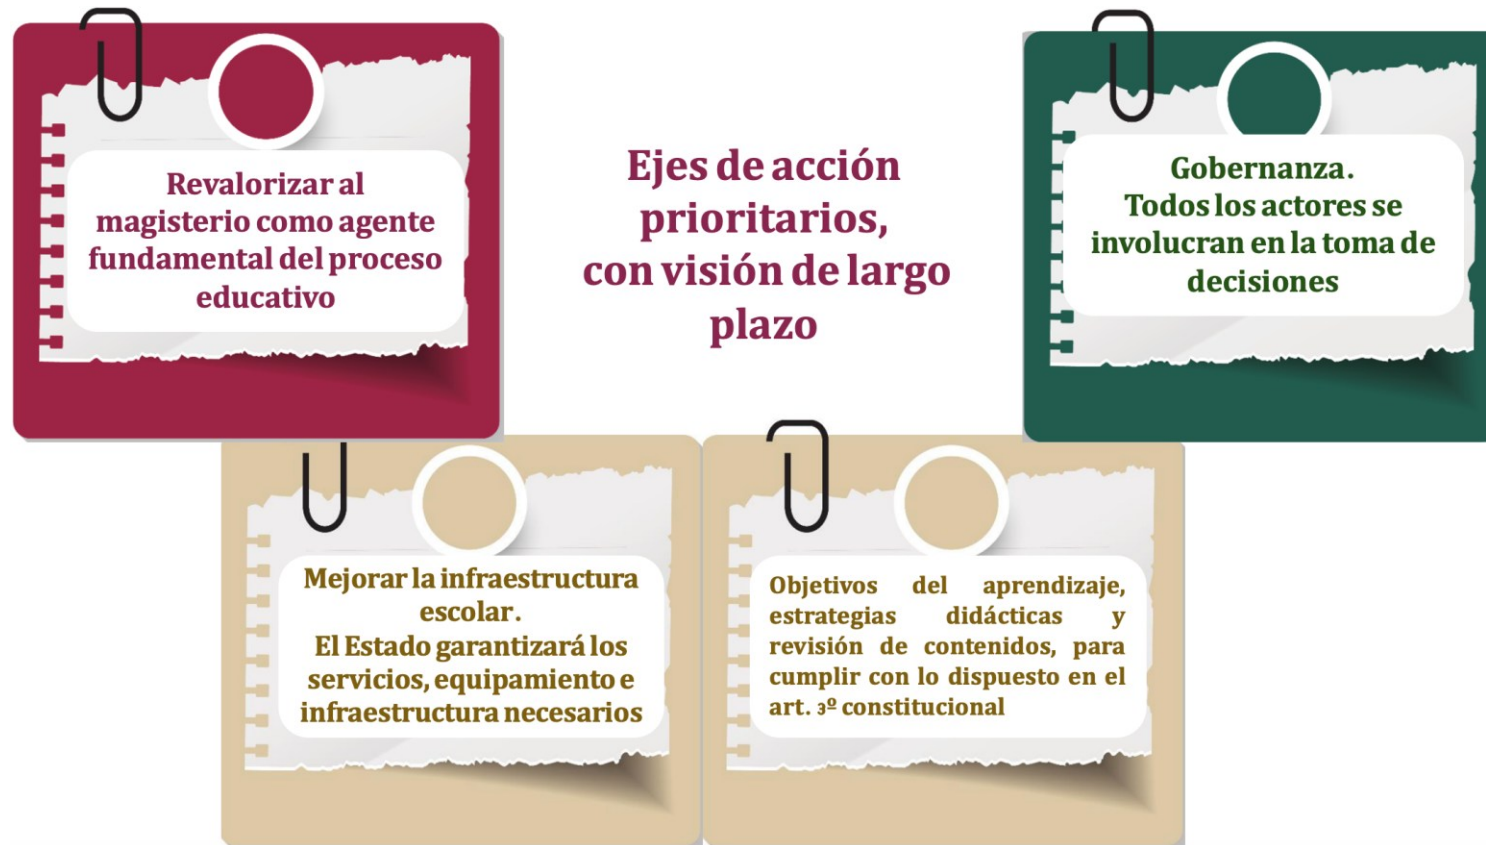 Revalorizar al
magisterio como agente
fundamental del proceso
educativo
Ejes de acción
prioritarios,
con visión de largo
plazo
Gobernanza.
Todos los actores se
involucran en la toma de
decisiones
Mejorar la infraestructura
escolar.
El Estado garantizará los
servicios, equipamiento e
infraestructura necesarios
Objetivos del aprendizaje,
estrategias didácticas y
revisión de contenidos, para
cumplir con lo dispuesto en el
art. 3º constitucional